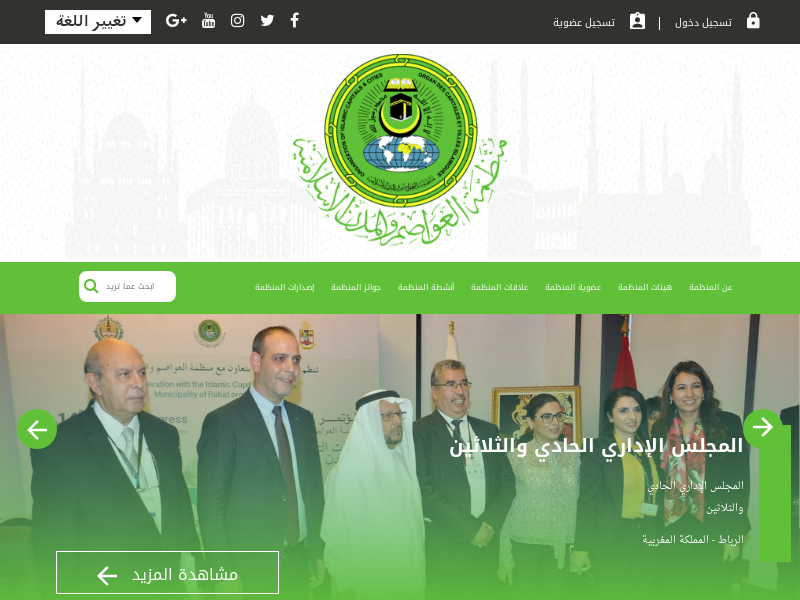 تسجيل دخول
تسجيل عضوية
تغيير اللغة
ORGANIZATION OF ISLAMIC CAPITALS & CITIES
ORGAN DES CAPITALES ET VILLES ISLAMIQUES
منظمة العواصم والمدن الإسلامية
عن المنظمة
هيئات المنظمة
عضوية المنظمة
علاقات المنظمة
أنشطة المنظمة
جوائز المنظمة
إصدارات المنظمة
ابحث عما تريد
المجلس الإداري الحادي والثلاثين
المجلس الإداري الحادي
والثلاثين
الرباط - المملكة المغربية
مشاهدة المزيد